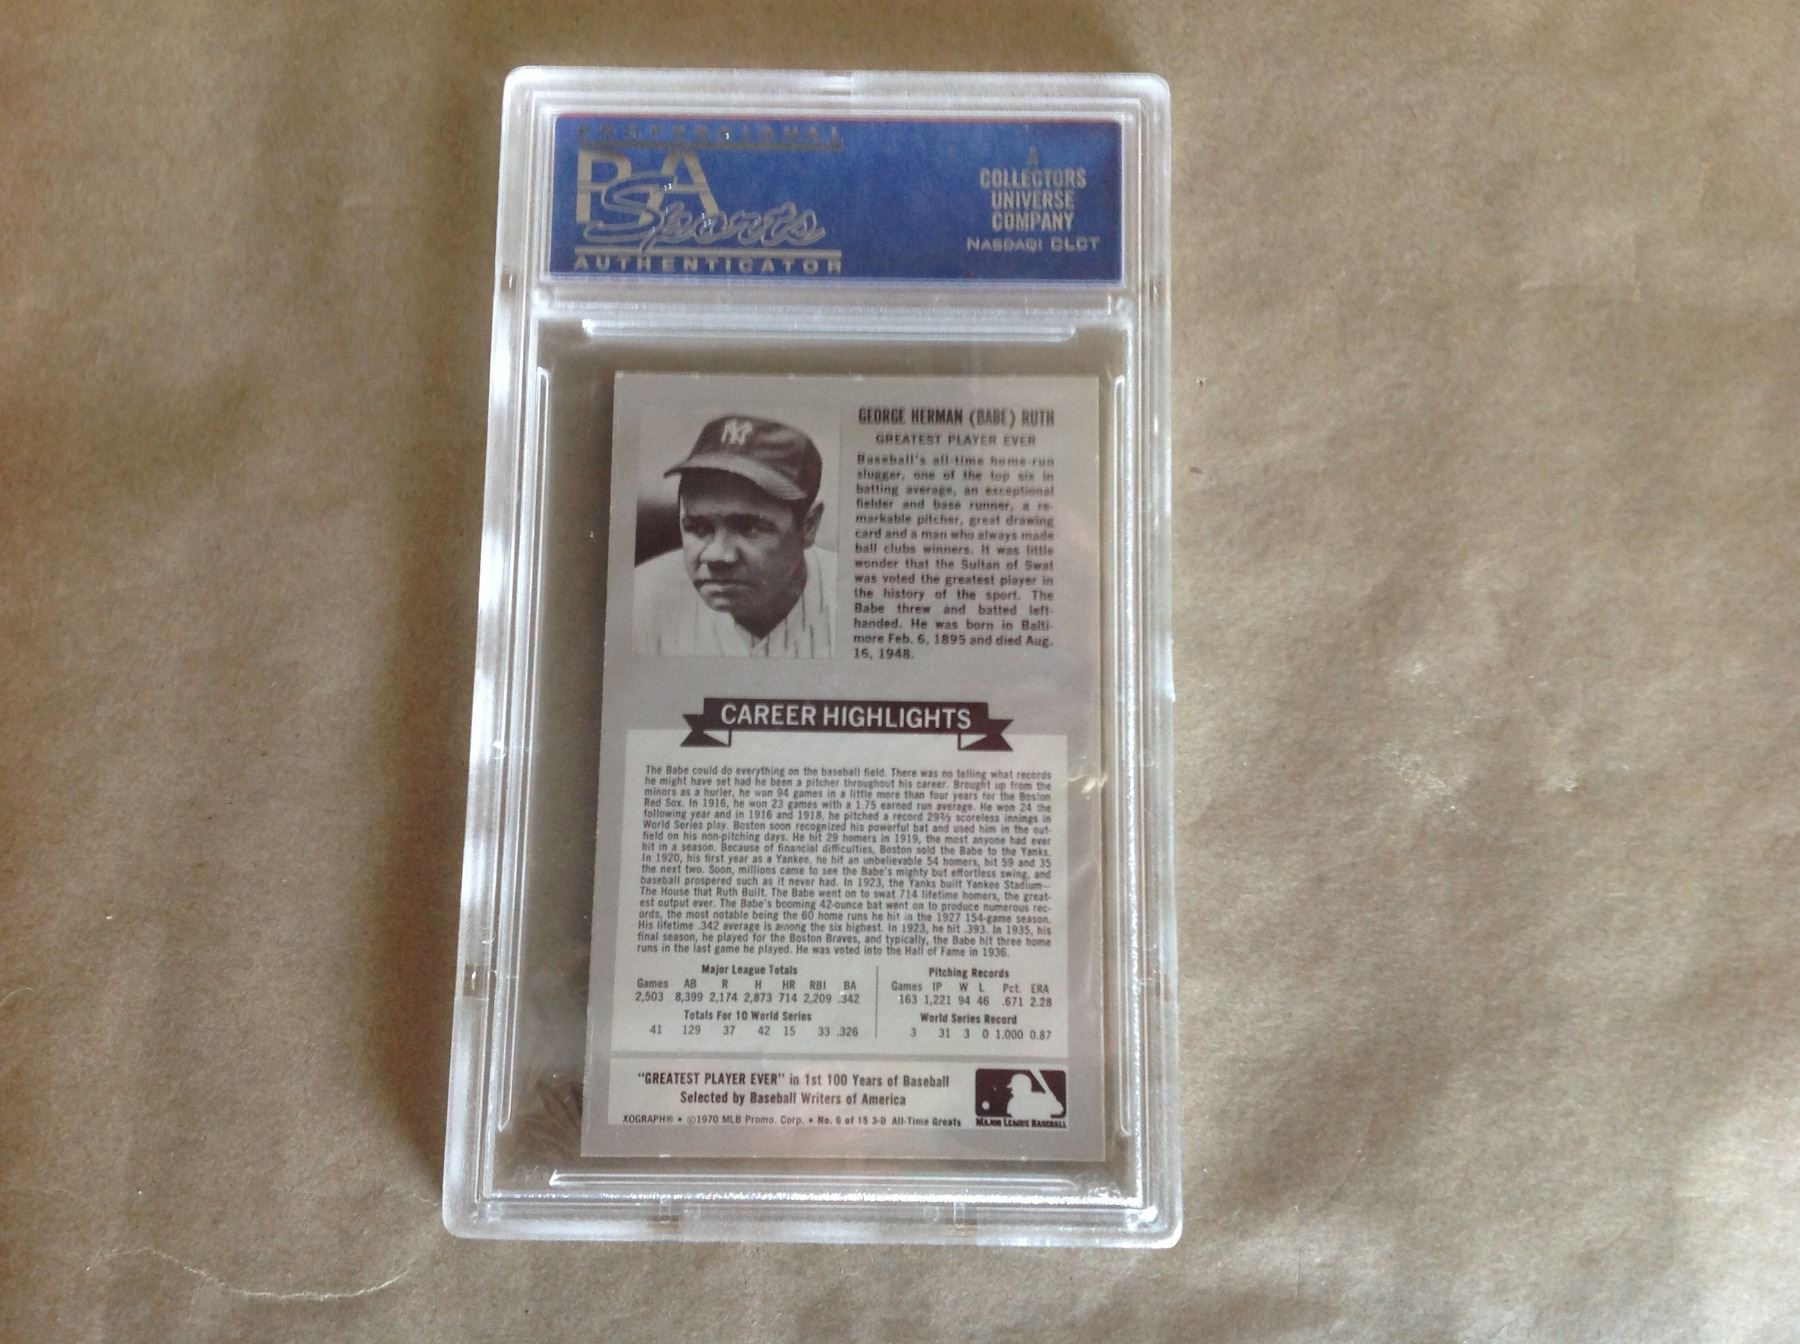 PROFESSIONAL
PSA
Sports
AUTHENTICATOR
A
COLLECTORS
UNIVERSE
COMPANY
NASDAQ: CLCT
NY
GEORGE HERMAN (BABE) RUTH
GREATEST PLAYER EVER
Baseball's all-time home-run
slugger, one of the top six in
batting average, an exceptional
fielder and base runner, a re-
markable pitcher, great drawing
card and a man who always made
ball clubs winners. It was little
wonder that the Sultan of Swat
was voted the greatest player in
the history of the sport. The
Babe threw and batted left-
handed. He was born in Balti-
more Feb. 6, 1895 and died Aug.
16, 1948.
CAREER HIGHLIGHTS
The Babe could do everything on the baseball field. There was no telling what records
he might have set had he been a pitcher throughout his career. Brought up from the
minors as a hurler, he won 94 games in a little more than four years for the Boston
Red Sox. In 1916, he won 23 games with a 1.75 earned run average. He won 24 the
following year and in 1916 and 1918, he pitched a record 29⅔ scoreless innings in
World Series play. Boston soon recognized his powerful bat and used him in the out-
field on his non-pitching days. He hit 29 homers in 1919, the most anyone had ever
hit in a season. Because of financial difficulties, Boston sold the Babe to the Yanks.
In 1920, his first year as a Yankee, he hit an unbelievable 54 homers, hit 59 and 35
the next two. Soon, millions came to see the Babe's mighty but effortless swing, and
baseball prospered such as it never had. In 1923, the Yanks built Yankee Stadium—
The House that Ruth Built. The Babe went on to swat 714 lifetime homers, the great-
est output ever. The Babe's booming 42-ounce bat went on to produce numerous rec-
ords, the most notable being the 60 home runs he hit in the 1927 154-game season.
His lifetime .342 average is among the six highest. In 1923, he hit .393. In 1935, his
final season, he played for the Boston Braves, and typically, the Babe hit three home
runs in the last game he played. He was voted into the Hall of Fame in 1936.
Major League Totals
Games AB R H HR RBI BA
2,503 8,399 2,174 2,873 714 2,209 .342
Totals For 10 World Series
41 129 37 42 15 33 .326
Pitching Records
Games IP W L Pct. ERA
163 1,221 94 46 .671 2.28
World Series Record
3 31 3 0 1.000 0.87
"GREATEST PLAYER EVER" in 1st 100 Years of Baseball
Selected by Baseball Writers of America
XOGRAPH® • ©1970 MLB Promo. Corp. • No. 6 of 15 3-D All-Time Greats
MAJOR LEAGUE BASEBALL